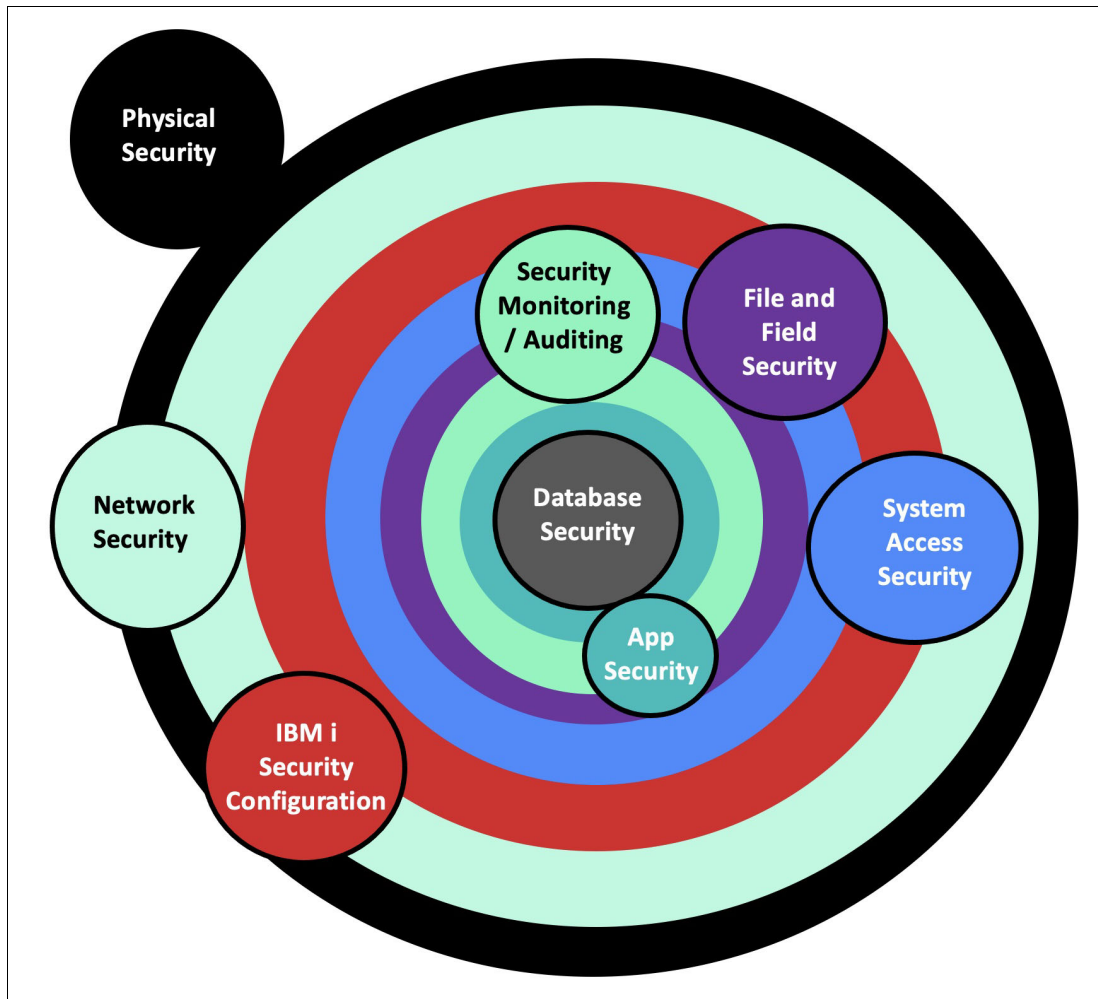 Physical
Security
Security
Monitoring
/ Auditing
File and
Field
Security
Network
Security
Database
Security
System
Access
Security
App
Security
IBM i
Security
Configuration